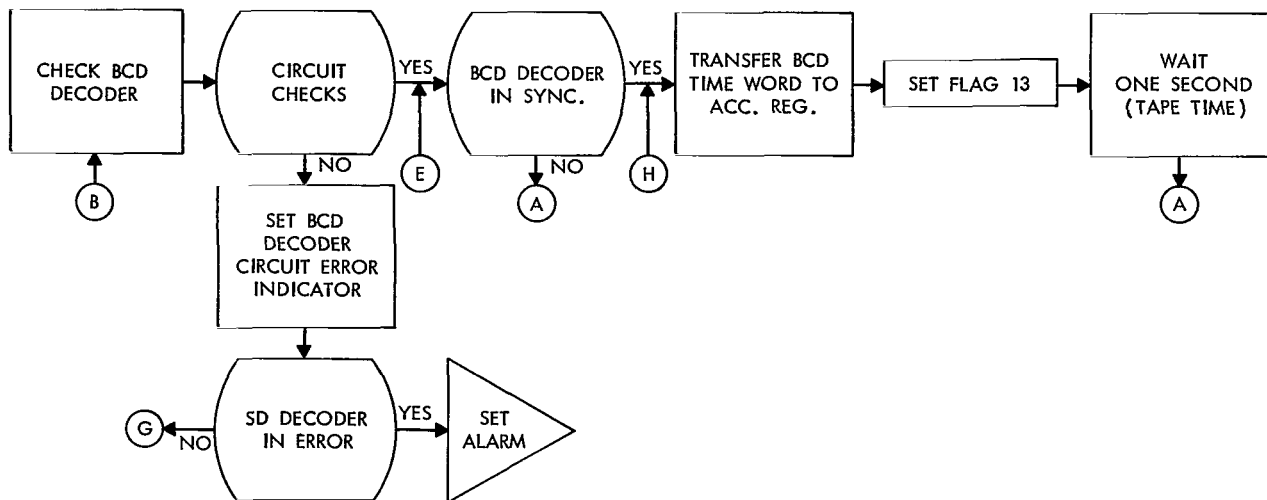 CHECK BCD
DECODER
B
CIRCUIT
CHECKS
YES
NO
E
BCD DECODER
IN SYNC.
YES
NO
A
H
TRANSFER BCD
TIME WORD TO
ACC. REG.
SET FLAG 13
WAIT
ONE SECOND
(TAPE TIME)
A
SET BCD
DECODER
CIRCUIT ERROR
INDICATOR
SD DECODER
IN ERROR
NO
G
YES
SET
ALARM